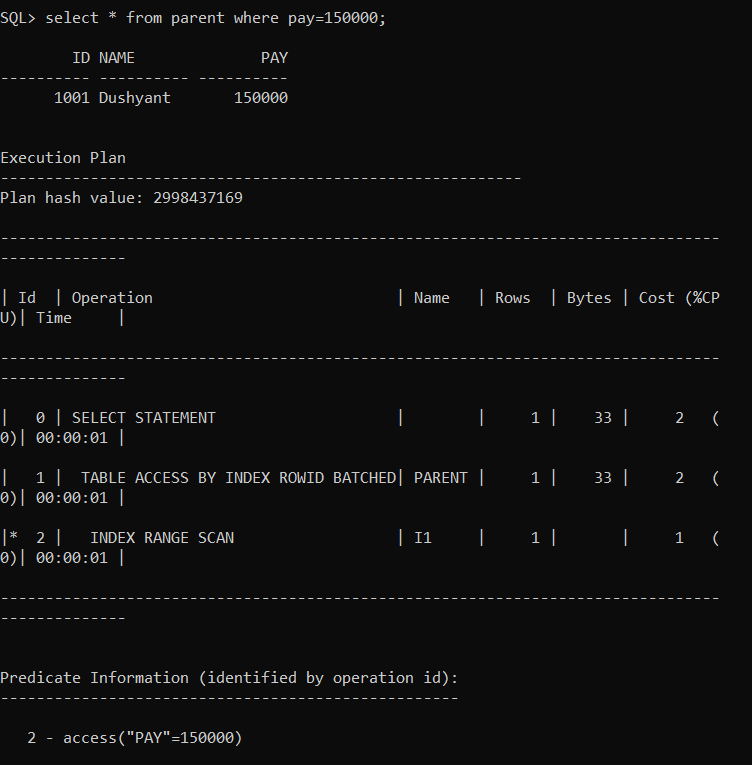 SQL> select * from parent where pay=150000;

        ID NAME              PAY
---------- ---------- ----------
      1001 Dushyant       150000


Execution Plan
----------------------------------------------------------
Plan hash value: 2998437169

--------------------------------------------------------------------------------
--------------

| Id  | Operation                           | Name   | Rows  | Bytes | Cost (%CP
U)| Time     |

--------------------------------------------------------------------------------
--------------

|   0 | SELECT STATEMENT                    |        |     1 |    33 |     2   (
0)| 00:00:01 |

|   1 |  TABLE ACCESS BY INDEX ROWID BATCHED| PARENT |     1 |    33 |     2   (
0)| 00:00:01 |

|*  2 |   INDEX RANGE SCAN                  | I1     |     1 |       |     1   (
0)| 00:00:01 |

--------------------------------------------------------------------------------
--------------


Predicate Information (identified by operation id):
---------------------------------------------------

   2 - access("PAY"=150000)